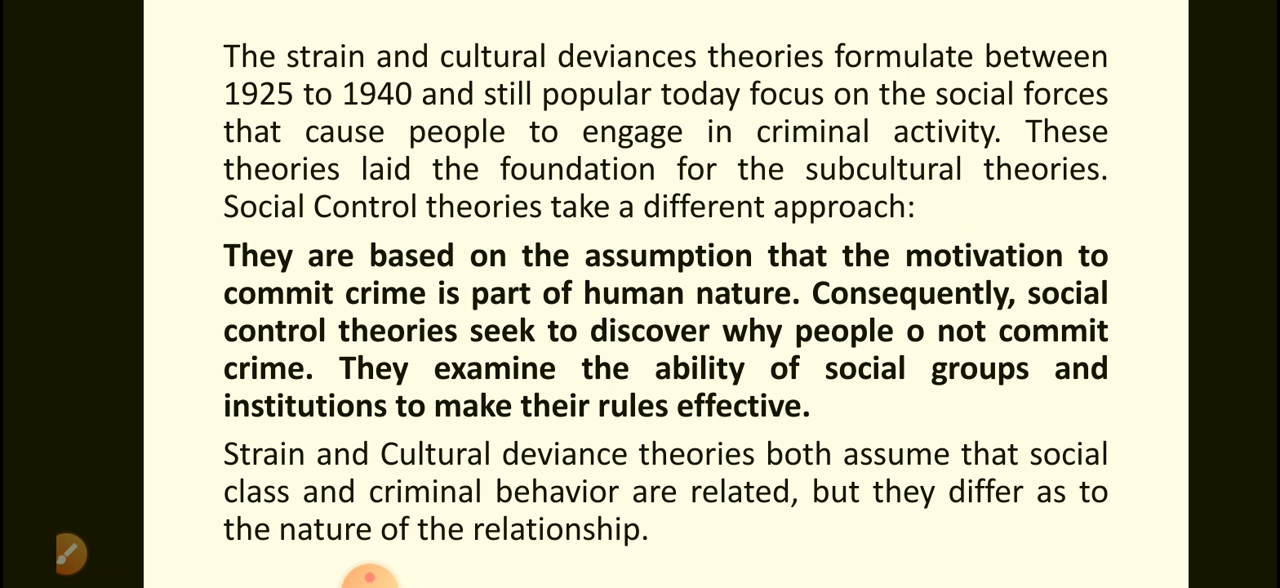 The strain and cultural deviances theories formulate between
1925 to 1940 and still popular today focus on the social forces
that cause people to engage in criminal activity. These
theories laid the foundation for the subcultural theories.
Social Control theories take a different approach:
They are based on the assumption that the motivation to
commit crime is part of human nature. Consequently, social
control theories seek to discover why people o not commit
crime. They examine the ability of social groups and
institutions to make their rules effective.
Strain and Cultural deviance theories both assume that social
class and criminal behavior are related, but they differ as to
the nature of the relationship.